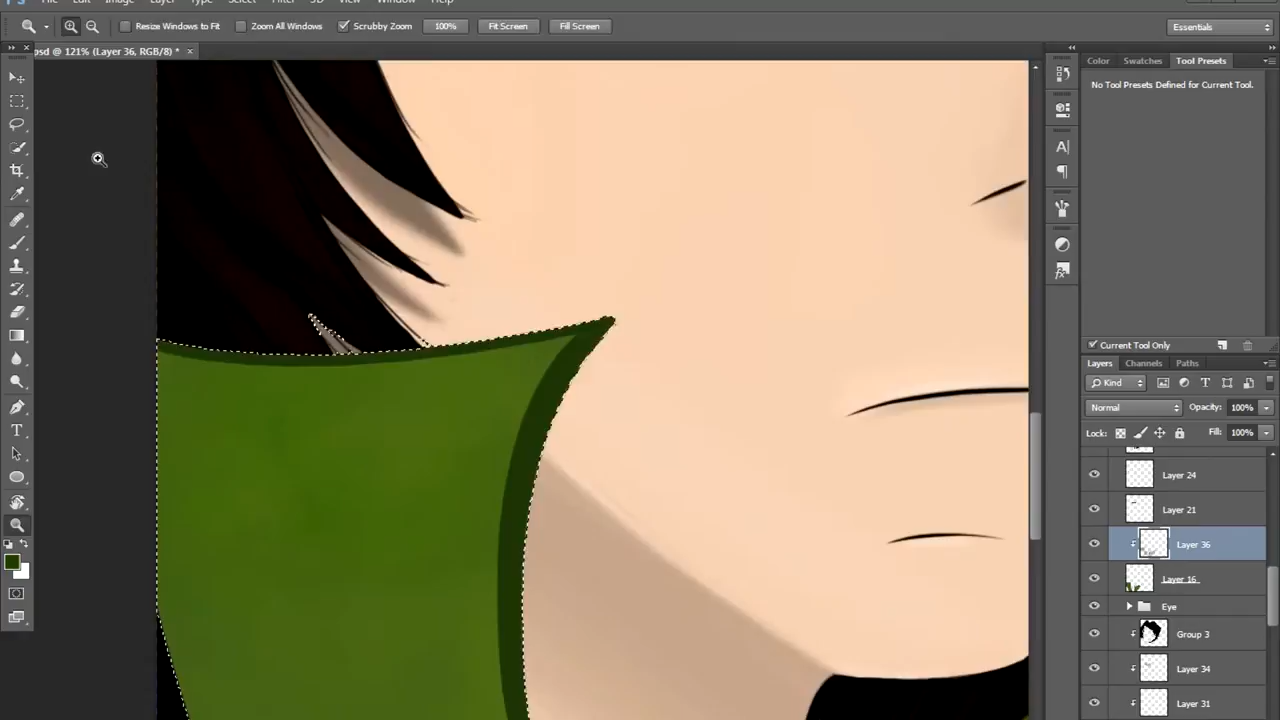 Resize Windows to Fit
Zoom All Windows
Scrubby Zoom
100%
Fit Screen
Fill Screen
Essentials
psd @ 121% (Layer 36, RGB/8) *
Color
Swatches
Tool Presets
No Tool Presets Defined for Current Tool.
Current Tool Only
Layers
Channels
Paths
Kind
Normal
Opacity: 100%
Lock:
Fill: 100%
Layer 24
Layer 21
Layer 36
Layer 16
Eye
Group 3
Layer 34
Layer 31